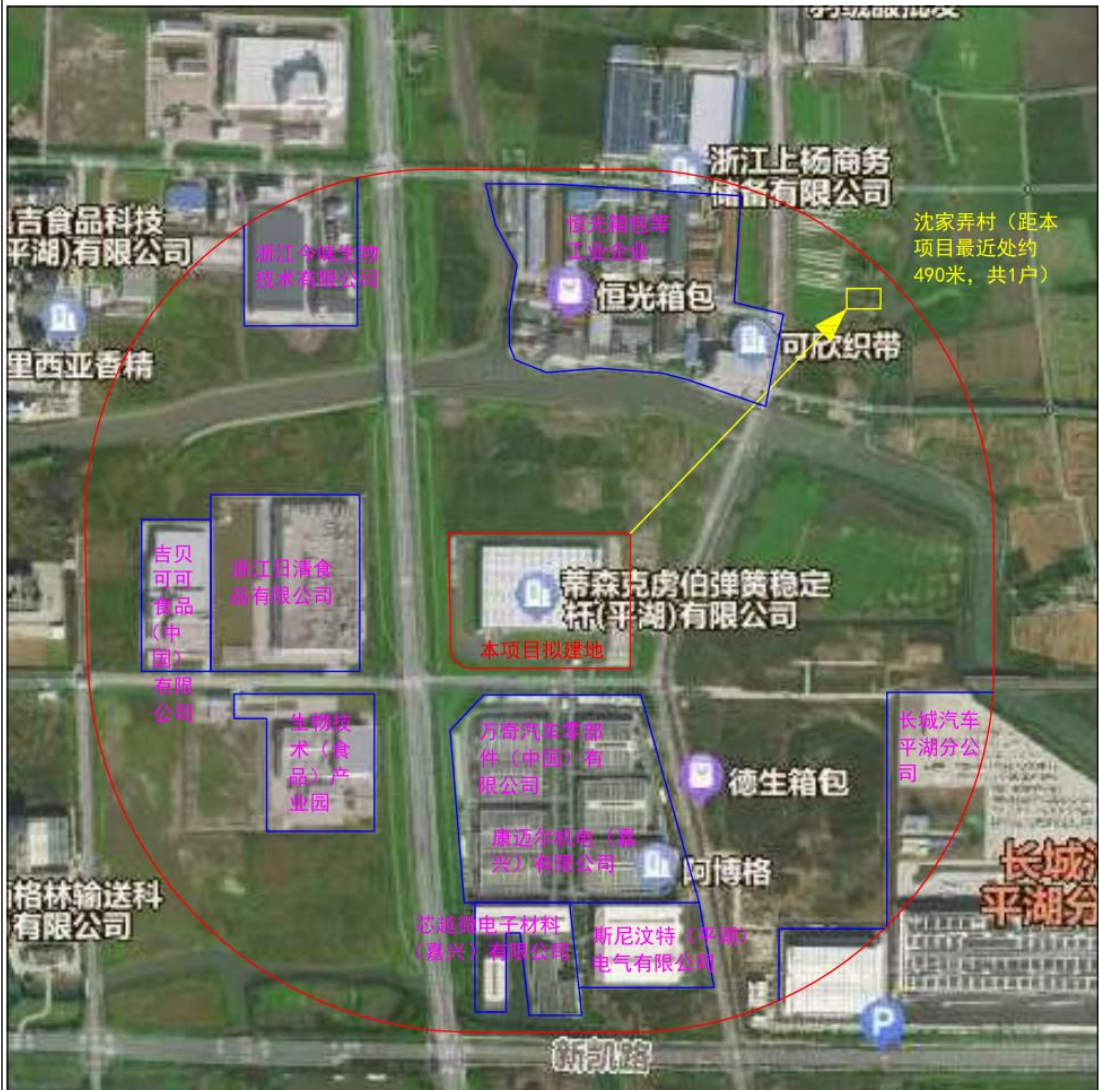 浙江上杨商务
储备有限公司
吉食品科技
平湖)有限公司
沈家弄村（距本
项目最近处约
490米，共1户）
恒光箱包等
工业企业
浙江今味生物
技术有限公司
恒光箱包
可欣织带
里西亚香精
吉贝
可可
食品
（中
国）
有限
公司
浙江日清食
品有限公司
蒂森克虏伯弹簧稳定
杆(平湖)有限公司
本项目拟建地
生物技
术（食
品）产
业园
万奇汽车零部
件（中国）有
限公司
长城汽车
平湖分公
司
德生箱包
康迈尔机电（嘉
兴）有限公司
阿博格
长城
平湖分
格林输送科
有限公司
芯越微电子材料
（嘉兴）有限公司
斯尼汶特（平湖）
电气有限公司
P
新凯路